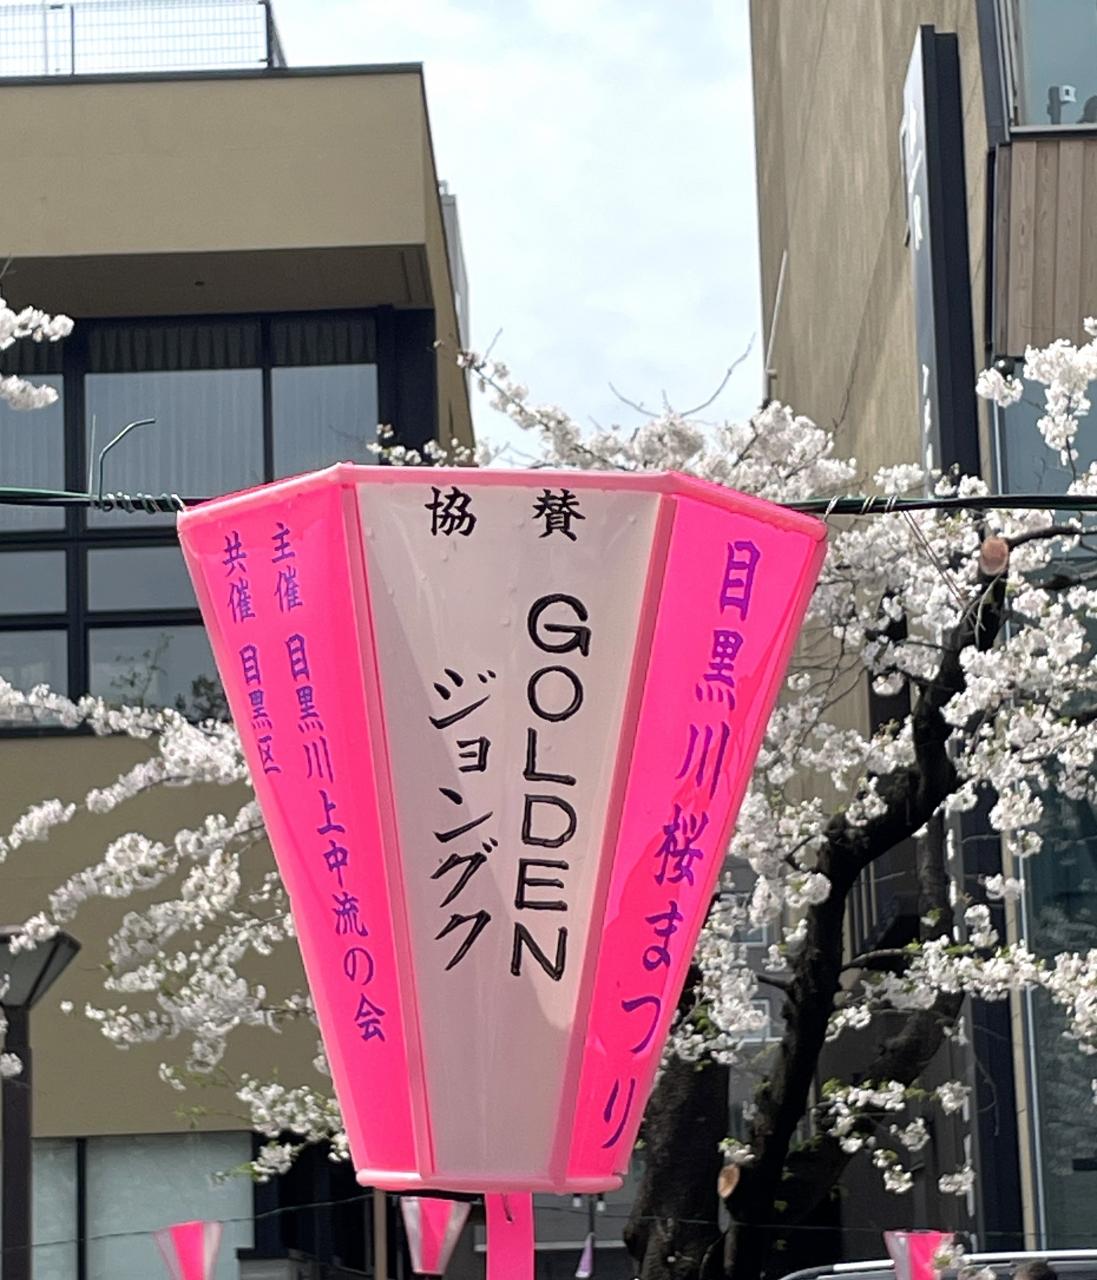 目黒川桜まつり
協賛
GOLDEN
ジョングク
主催 目黒川上中流の会
共催 目黒区